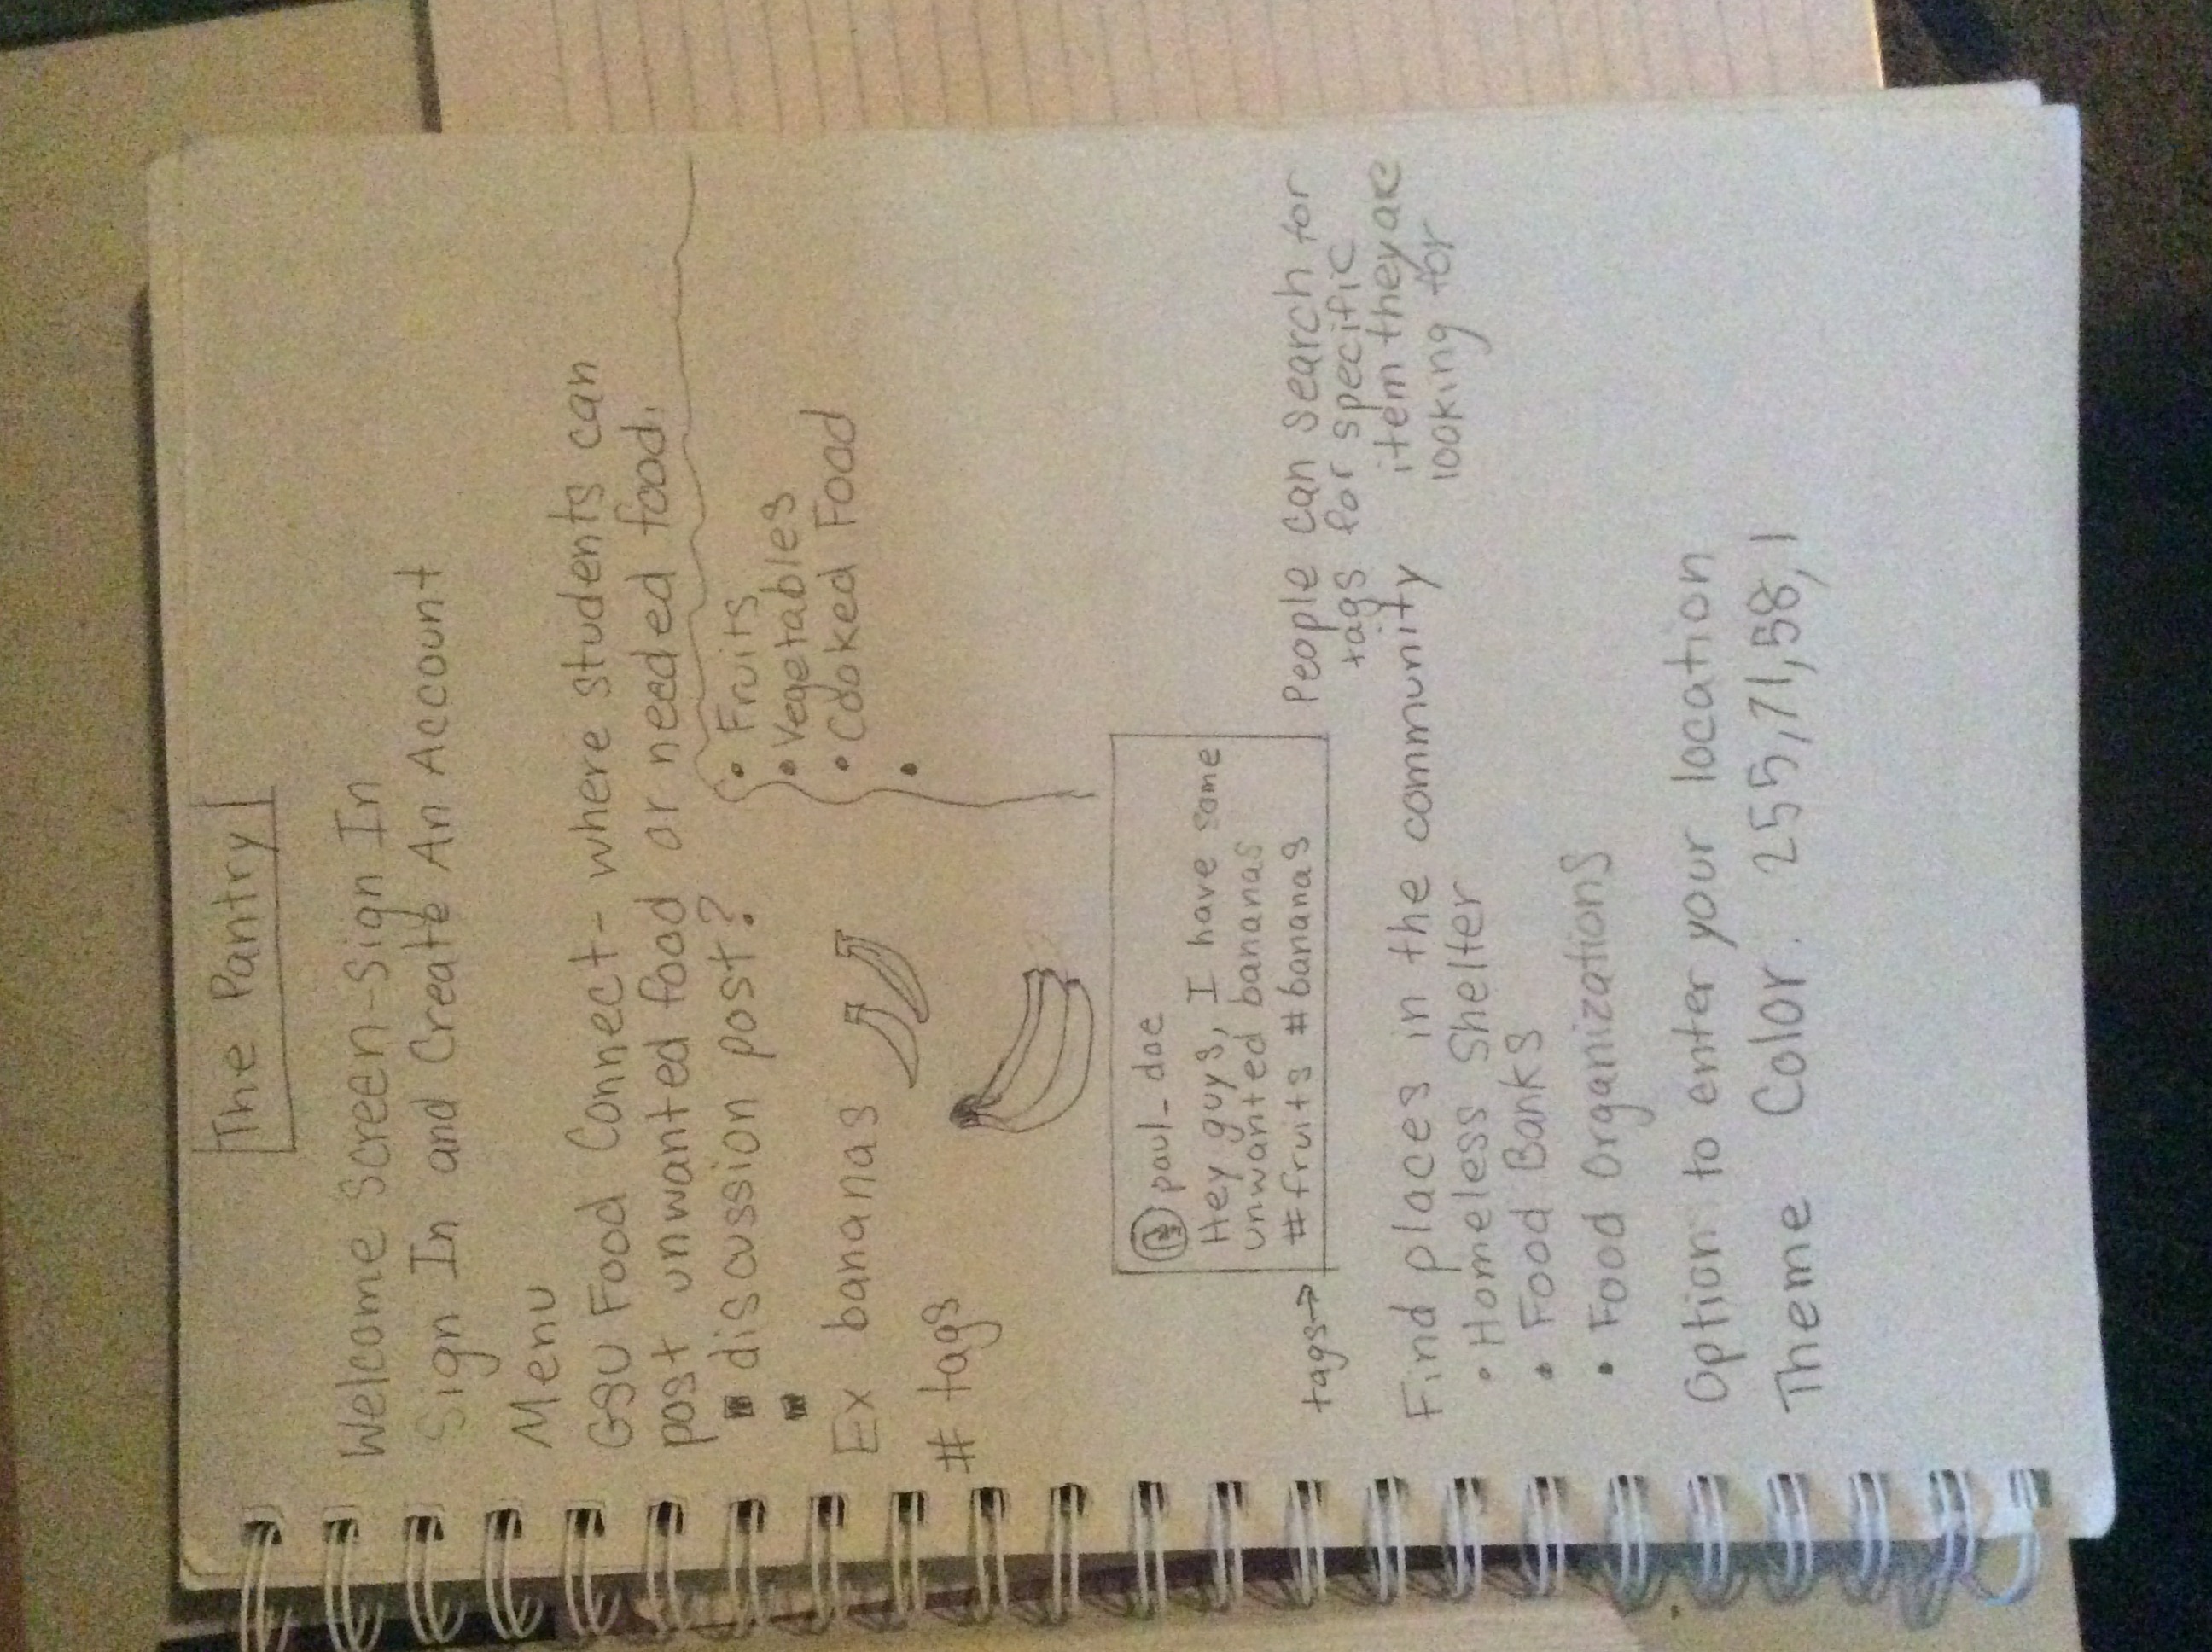 The Pantry
Welcome Screen-Sign In
Sign In and Create An Account
Menu
GSU Food Connect- where students can
post unwanted food or needed food.
discussion post?
• Fruits
• Vegetables
• Cooked Food
•
Ex bananas
# tags
paul_doe
Hey guys, I have some
unwanted bananas
#fruits #bananas
tags→
People can search for
tags for specific
item they are
looking for
Find places in the community
• Homeless Shelter
• Food Banks
• Food Organizations
Option to enter your location
Theme Color: 255,71,58,1